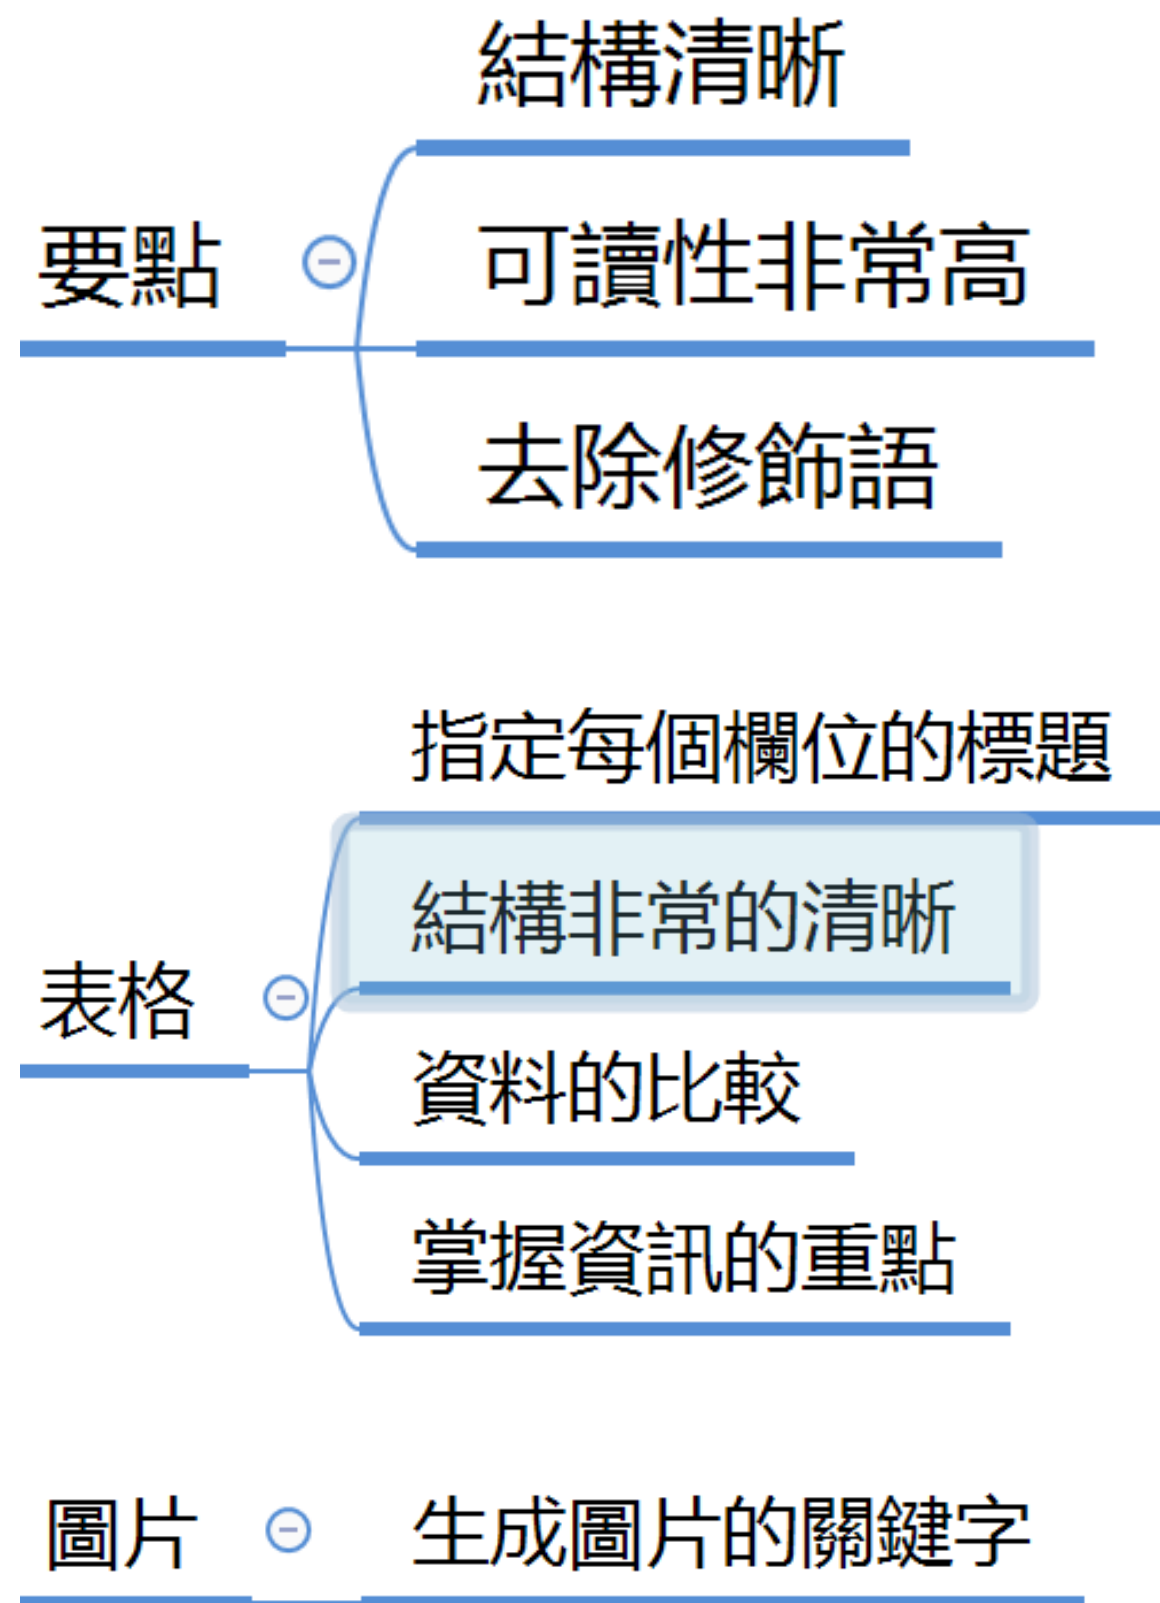 結構清晰
要點
可讀性非常高
去除修飾語
指定每個欄位的標題
結構非常的清晰
表格
資料的比較
掌握資訊的重點
圖片
生成圖片的關鍵字